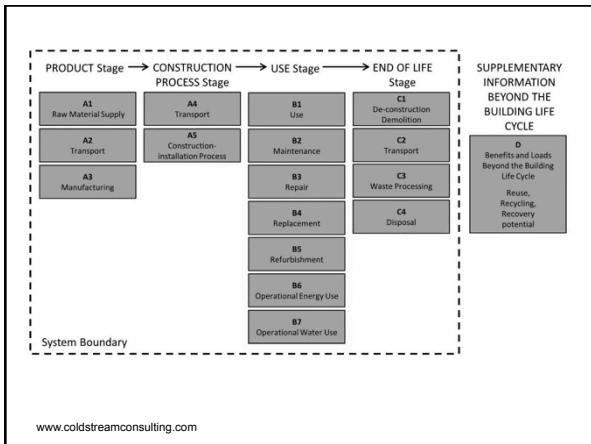 PRODUCT Stage
CONSTRUCTION
PROCESS Stage
USE Stage
END OF LIFE
Stage
A1
Raw Material Supply
A2
Transport
A3
Manufacturing
A4
Transport
A5
Construction-
installation Process
B1
Use
B2
Maintenance
B3
Repair
B4
Replacement
B5
Refurbishment
B6
Operational Energy Use
B7
Operational Water Use
C1
De-construction
Demolition
C2
Transport
C3
Waste Processing
C4
Disposal
SUPPLEMENTARY
INFORMATION
BEYOND THE
BUILDING LIFE
CYCLE
D
Benefits and Loads
Beyond the Building
Life Cycle
Reuse,
Recycling,
Recovery
potential
System Boundary
www.coldstreamconsulting.com